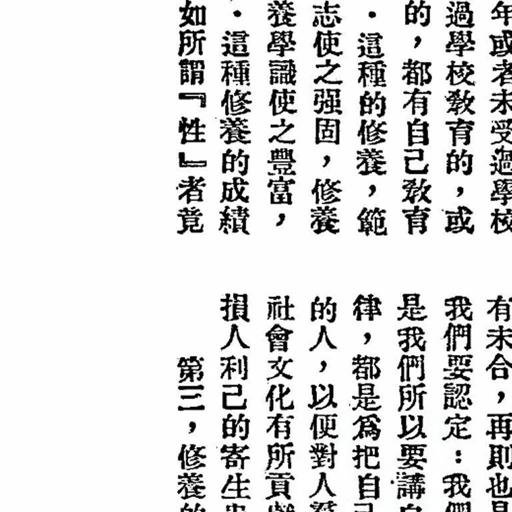 年或者未受過學校
過學校教育的，或
的，都有自己教育
．這種的修養，範
志使之强固，修養
養學識使之豐富，
．這種修養的成績
如所謂『性』者竟
有未合，再則也
我們要認定：我們
是我們所以要講
律，都是為把自
的人，以便對人
社會文化有所貢
損人利己的寄生
第三，修養的